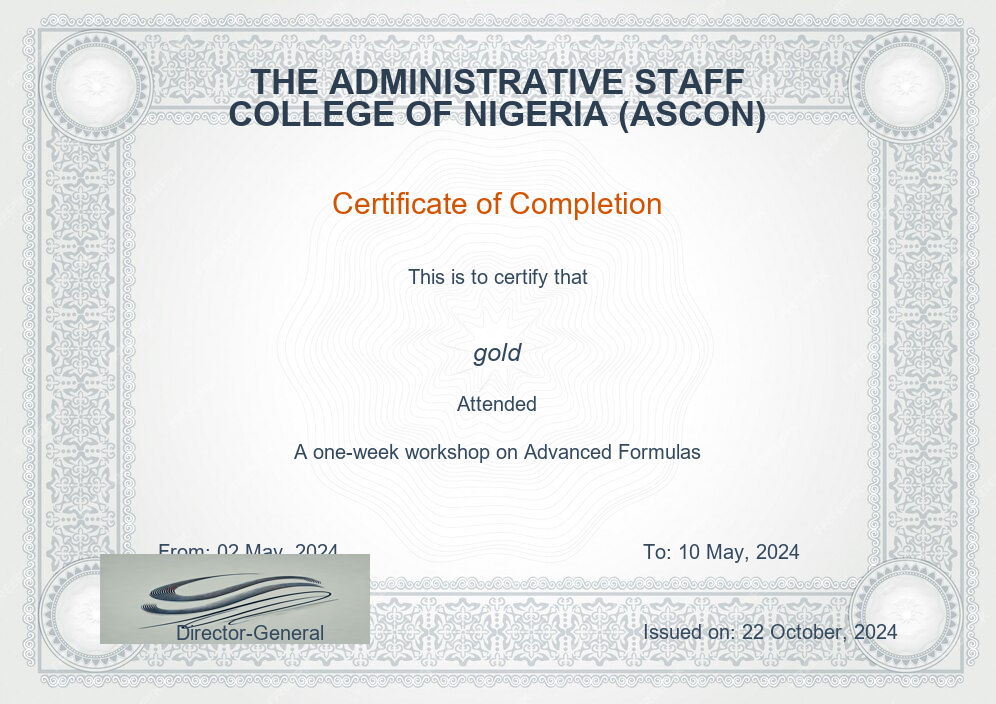 THE ADMINISTRATIVE STAFF
COLLEGE OF NIGERIA (ASCON)
Certificate of Completion
This is to certify that
gold
Attended
A one-week workshop on Advanced Formulas
From: 02 May, 2024
To: 10 May, 2024
Director-General
Issued on: 22 October, 2024